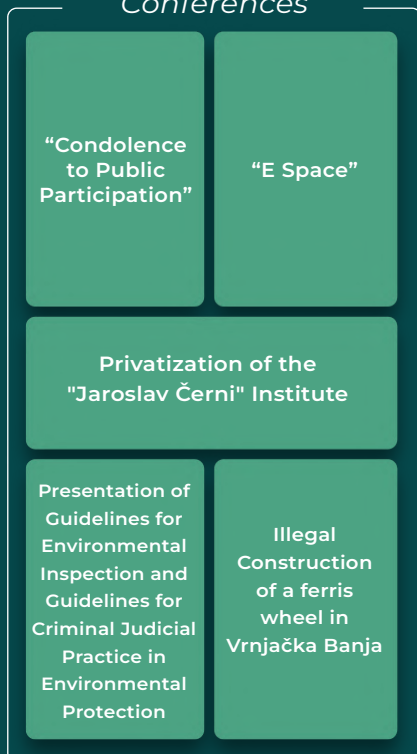 Conferences
“Condolence
to Public
Participation”
“E Space”
Privatization of the
"Jaroslav Černi" Institute
Presentation of
Guidelines for
Environmental
Inspection and
Guidelines for
Criminal Judicial
Practice in
Environmental
Protection
Illegal
Construction
of a ferris
wheel in
Vrnjačka Banja